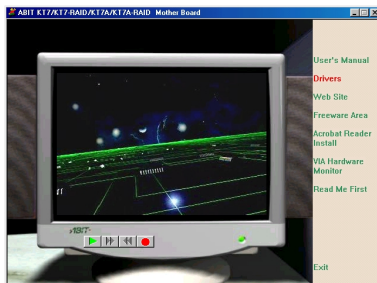 ABIT KT7/KT7-RAID/KT7A/KT7A-RAID Mother Board
User's Manual
Drivers
Web Site
Freeware Area
Acrobat Reader
Install
VIA Hardware
Monitor
Read Me First
ABIT
Exit